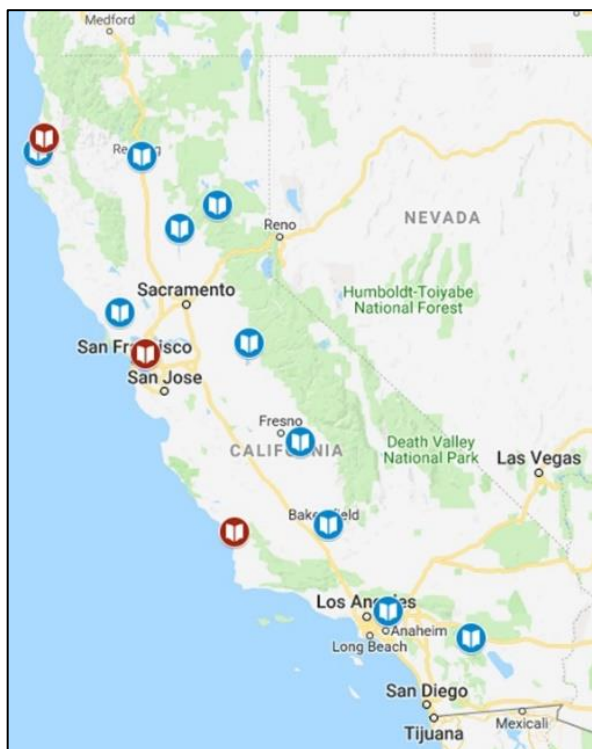 Medford
Reno
NEVADA
Sacramento
Humboldt-Toiyabe
National Forest
San Jose
Fresno
CALIFORNIA
Death Valley
National Park
Las Vegas
Anaheim
Long Beach
San Diego
Tijuana
Mexicali